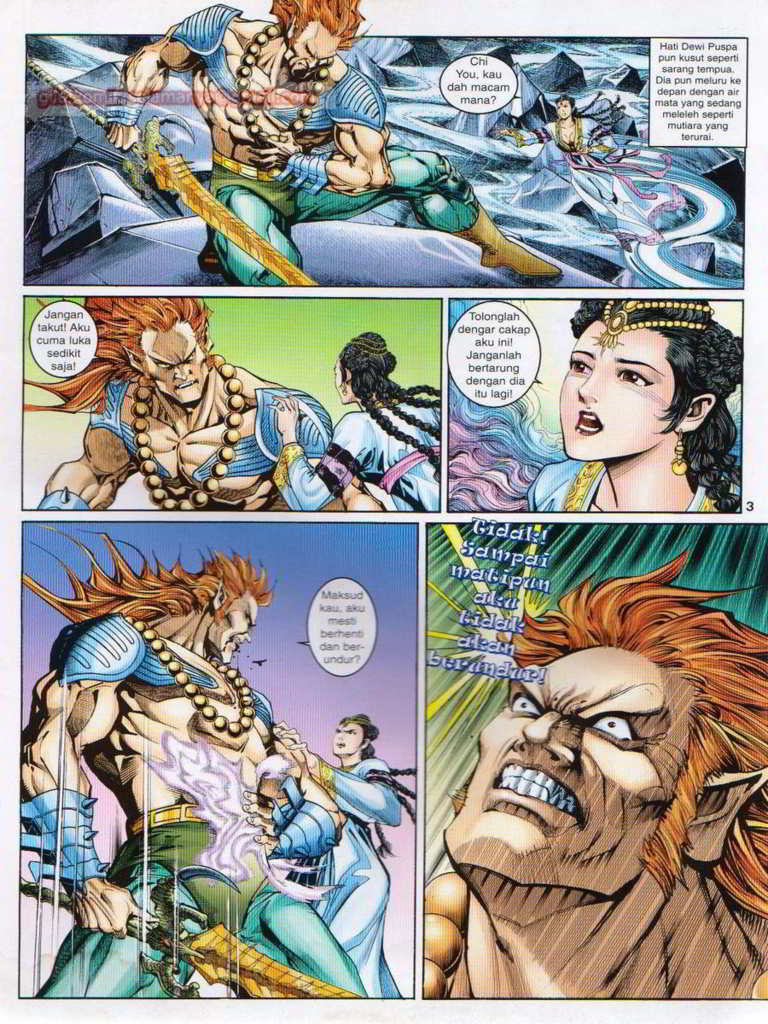 Chi
You, kau
dah macam
mana?
Hati Dewi Puspa
pun kusut seperti
sarang tempua.
Dia pun meluru ke
depan dengan air
mata yang sedang
meleleh seperti
mutiara yang
terurai.
Jangan
takut! Aku
cuma luka
sedikit
saja!
Tolonglah
dengar cakap
aku ini!
Janganlah
bertarung
dengan dia
itu lagi!
3
Maksud
kau, aku
mesti
berhenti
dan ber-
undur?
Tidak!
Sampai
matipun
aku
tidak
akan
berundur!